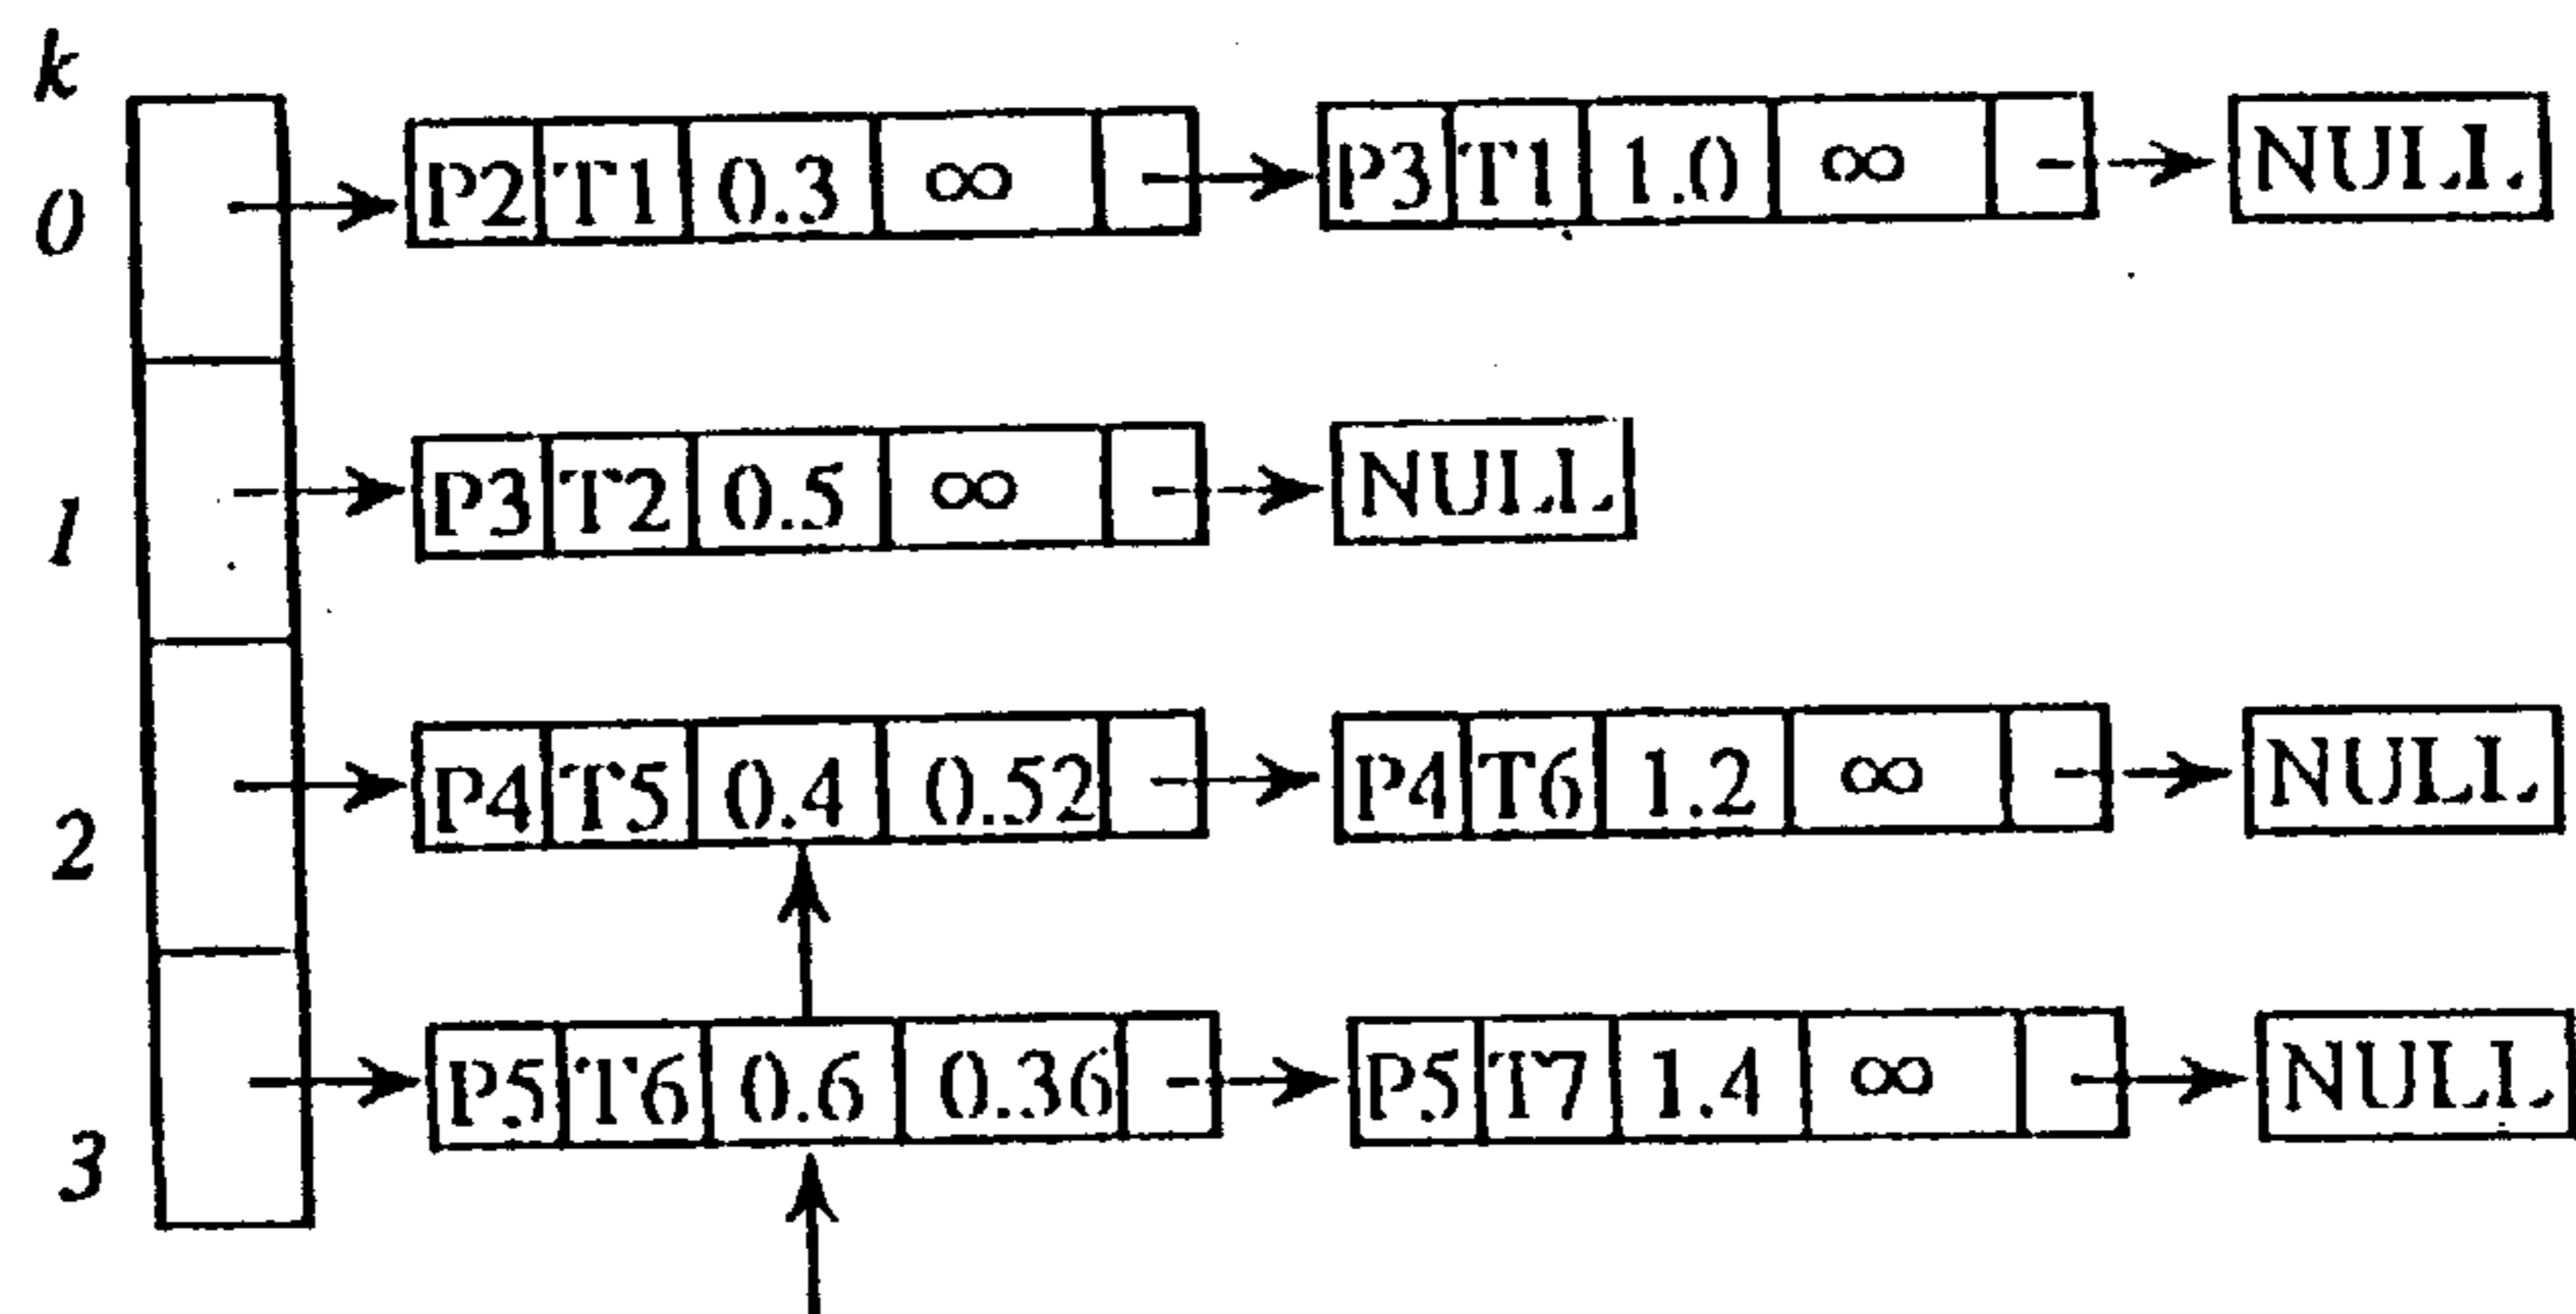 k
0 P2 T1 0.3 ∞ P3 T1 1.0 ∞ NULL
1 P3 T2 0.5 ∞ NULL
2 P4 T5 0.4 0.52 P4 T6 1.2 ∞ NULL
3 P5 T6 0.6 0.36 P5 T7 1.4 ∞ NULL